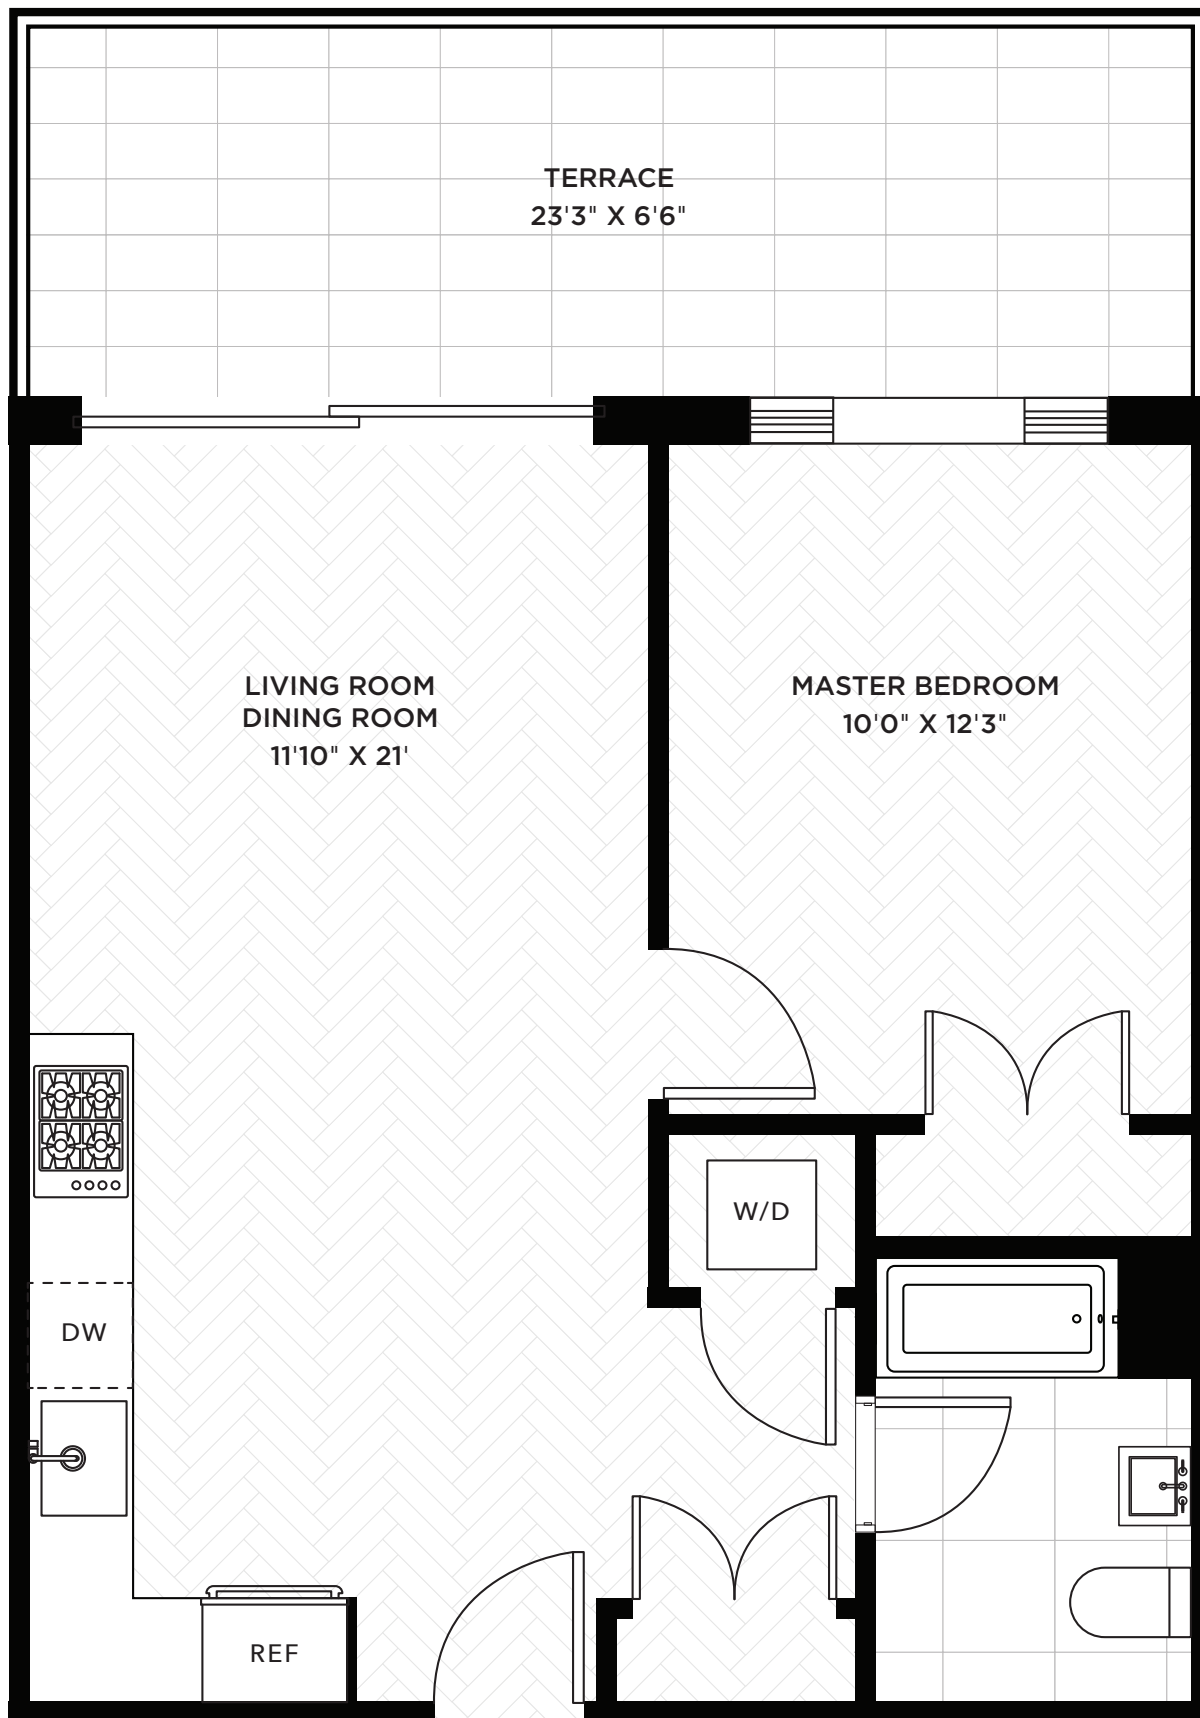 TERRACE
23'3" X 6'6"
LIVING ROOM
DINING ROOM
11'10" X 21'
MASTER BEDROOM
10'0" X 12'3"
W/D
DW
REF